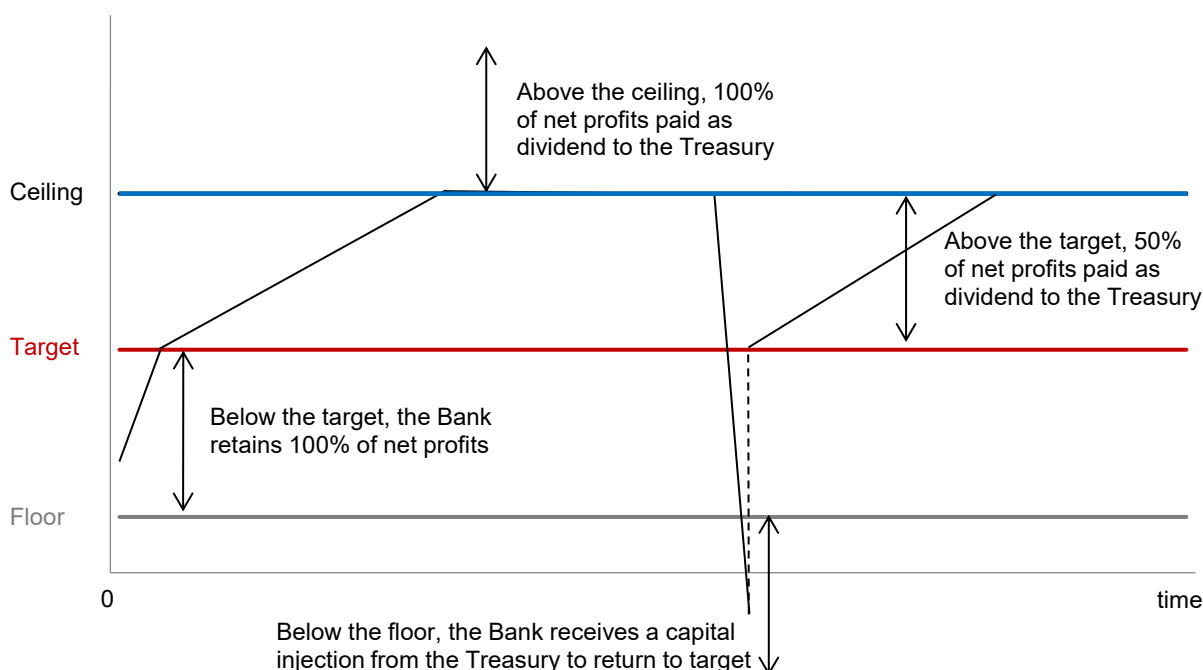 Above the ceiling, 100%
of net profits paid as
dividend to the Treasury
Ceiling
Above the target, 50%
of net profits paid as
dividend to the Treasury
Target
Below the target, the Bank
retains 100% of net profits
Floor
0
time
Below the floor, the Bank receives a capital
injection from the Treasury to return to target